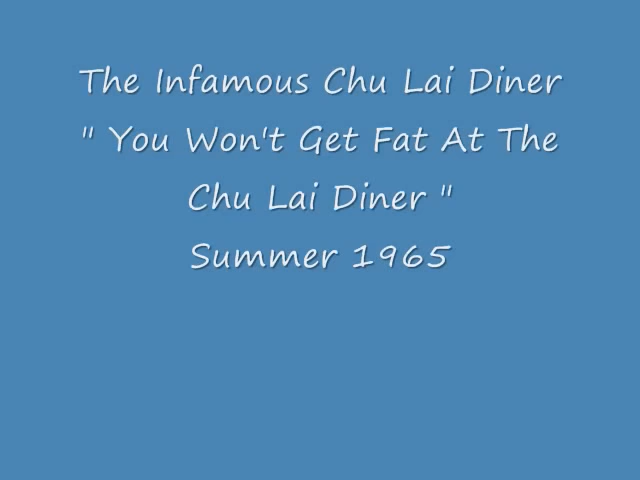 The Infamous Chu Lai Diner
" You Won't Get Fat At The
Chu Lai Diner "
Summer 1965